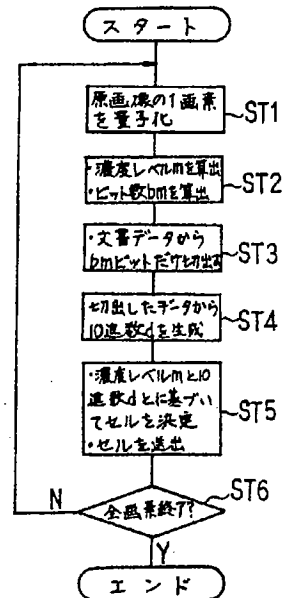 スタート
原画像の1画素
を量子化
ST1
・濃度レベルmを算出
・ビット数bmを算出
ST2
・文書データから
bmビットだけ切出す
ST3
切出したデータから
10進数dを生成
ST4
・濃度レベルmと10
進数dとに基づい
てセルを決定
・セルを送出
ST5
全画素終了?
ST6
N
Y
エンド